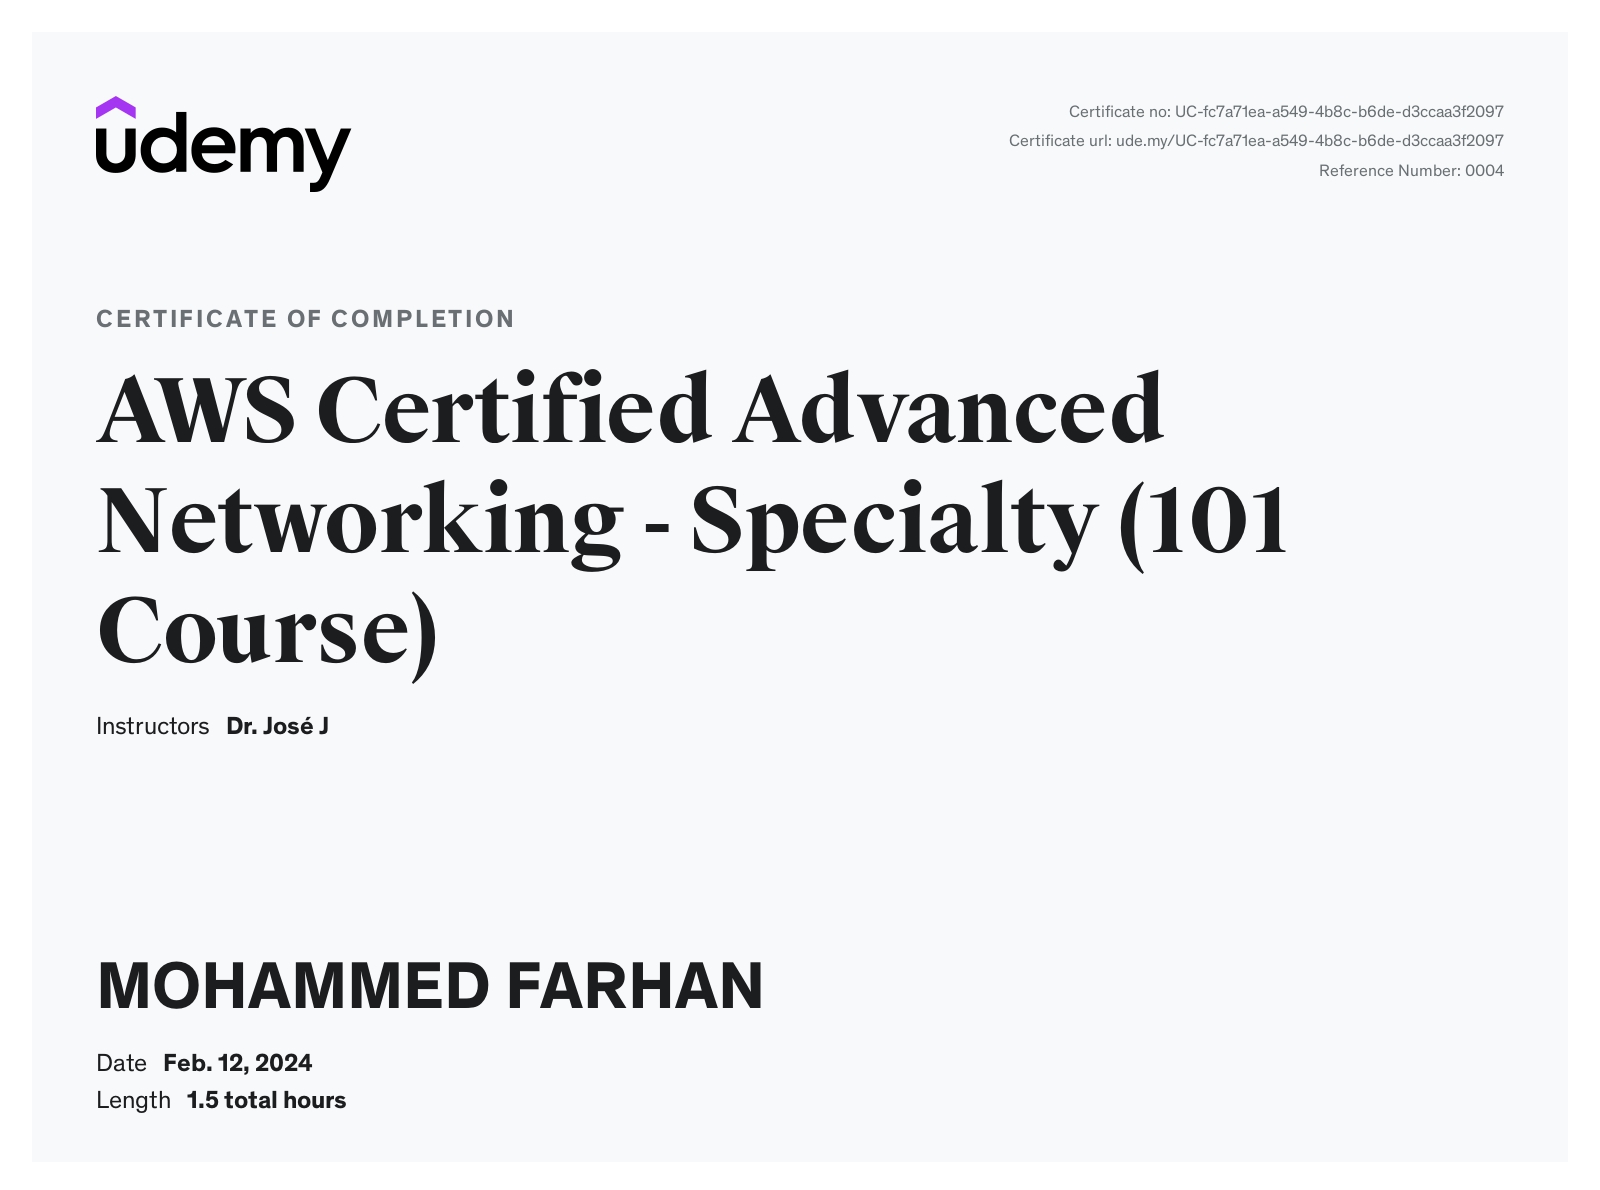 udemy
Certificate no: UC-fc7a71ea-a549-4b8c-b6de-d3ccaa3f2097
Certificate url: ude.my/UC-fc7a71ea-a549-4b8c-b6de-d3ccaa3f2097
Reference Number: 0004
CERTIFICATE OF COMPLETION
AWS Certified Advanced
Networking - Specialty (101
Course)
Instructors Dr. José J
MOHAMMED FARHAN
Date Feb. 12, 2024
Length 1.5 total hours